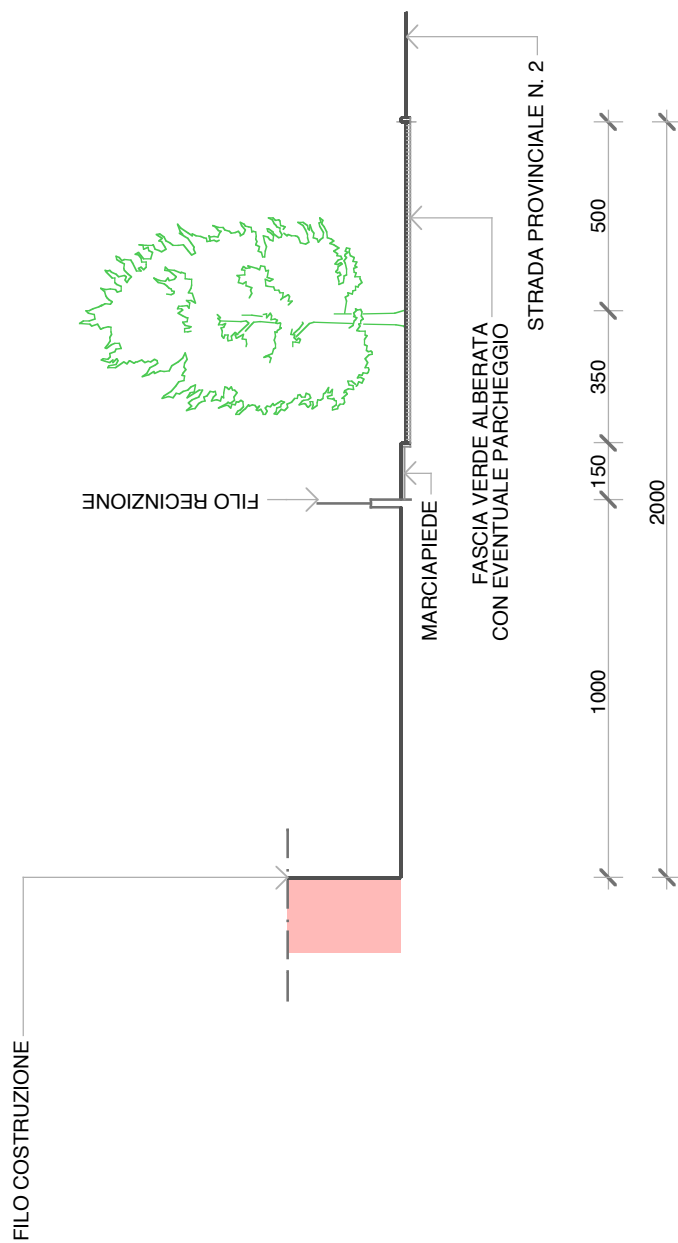 FILO COSTRUZIONE
FILO RECINZIONE
MARCIAPIEDE
FASCIA VERDE ALBERATA
CON EVENTUALE PARCHEGGIO
STRADA PROVINCIALE N. 2
1000
150
350
500
2000